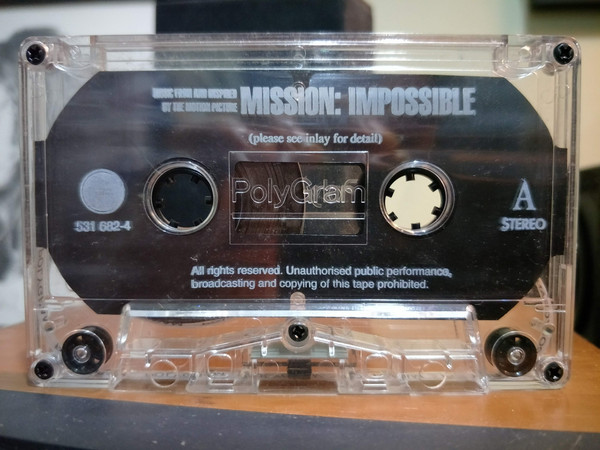 MUSIC FROM AND INSPIRED
BY THE MOTION PICTURE
MISSION: IMPOSSIBLE
(please see inlay for detail)
PolyGram
531 682-4
A
STEREO
All rights reserved. Unauthorised public performance,
broadcasting and copying of this tape prohibited.